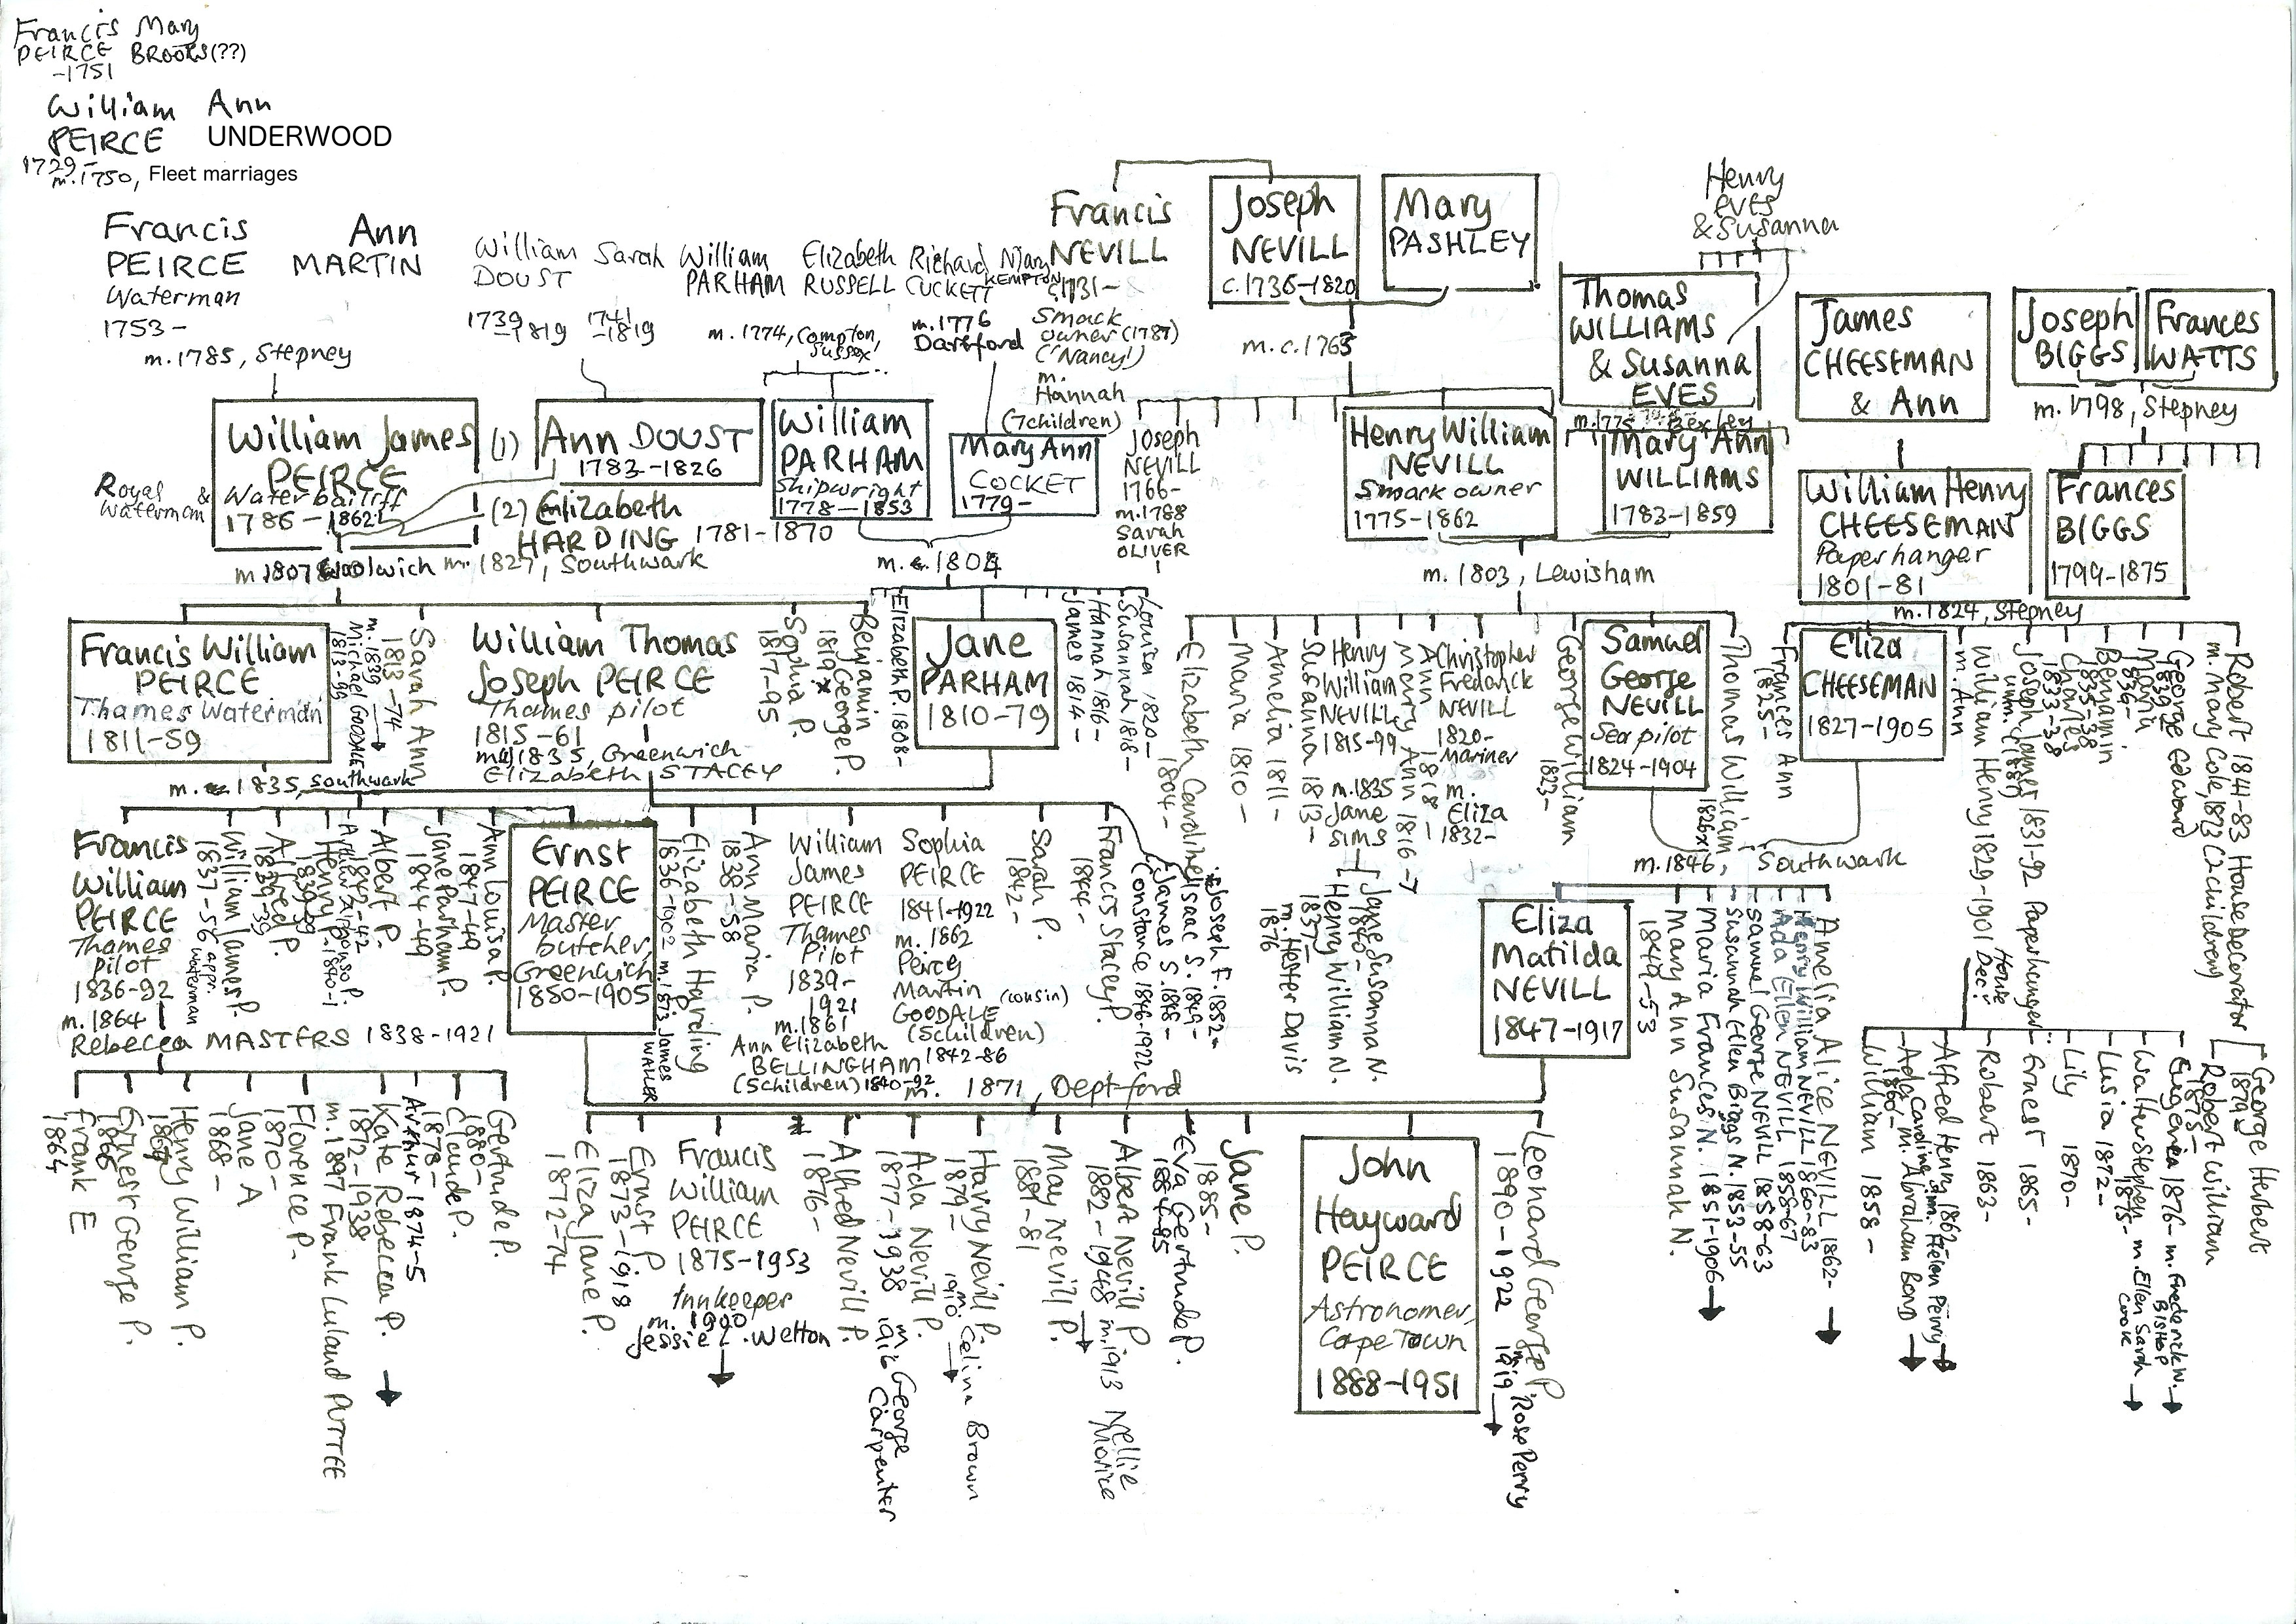 Francis Mary
PEIRCE BROOKS(??)
-1751
William Ann
PEIRCE UNDERWOOD
1729-
m.1750, Fleet marriages
Francis Ann
PEIRCE MARTIN
Waterman
1753-
m.1785, Stepney
William Sarah
DOUST
1739 1741
-1819 -1819
William Elizabeth
PARHAM RUSSELL
m.1774, Compton,
Sussex
Richard Mary
CUCKETT KEMPTON
m.1776
Dartford
Francis
NEVILL
c.1731-
Smack
owner (1787)
('Nancy')
m.
Hannah
(7children)
Joseph
NEVILL
c.1736-1820
Mary
PASHLEY
m.c.1765
Henry
EVES
& Susanna
Thomas
WILLIAMS
& Susanna
EVES
m.1775, Bexley
James
CHEESEMAN
& Ann
Joseph
BIGGS
Frances
WATTS
m.1798, Stepney
William James
PEIRCE
Waterbailiff
1786-1862
Royal &
Waterman
(1)
Ann DOUST
1783-1826
(2) Elizabeth
HARDING 1781-1870
m.1807 Woolwich m.1827, Southwark
William
PARHAM
Shipwright
1778-1853
Mary Ann
COCKET
1779-
m. 1804
Joseph
NEVILL
1766-
m.1788
Sarah
OLIVER
Henry William
NEVILL
Smack owner
1775-1862
Mary Ann
WILLIAMS
1783-1859
m. 1803, Lewisham
William Henry
CHEESEMAN
Paperhanger
1801-81
Frances
BIGGS
1799-1875
m.1824, Stepney
Francis William
PEIRCE
Thames Waterman
1811-59
m. 1835, Southwark
Sarah Ann
1813-74
m. 1839
Michael GOODALE
1813-99
William Thomas
Joseph PEIRCE
Thames pilot
1815-61
m. 1835, Greenwich
Elizabeth STACEY
Sophia P.
1817-95
Benjamin
George P.
1819x
Elizabeth P. 1808-
Jane
PARHAM
1810-79
James 1814-
Hannah 1816-
Susannah 1818-
Louisa 1820-
Elizabeth Caroline
1804-
Maria 1810-
Amelia 1811-
Susanna 1813-
Henry
William
NEVILL
1815-99
m.1835
Jane
Sims
Mary Ann 1816-7
Ann 1818-
Christopher
Frederick
NEVILL
1820-
Mariner
m.
Eliza
1832-
George William
1823-
Samuel
George
NEVILL
Sea pilot
1824-1904
Thomas William
1826x
Frances Ann
1825-
Eliza
CHEESEMAN
1827-1905
m.1846, Southwark
William Henry 1829-1901 House Dec.
m. Ann
Joseph James 1831-92 Paperhanger
unm. (1881)
Charles
1833-38
Benjamin
1835-38
Maria
1836-
George Edward
1839-
Robert 1841-83 House Decorator
m. Mary Cole, 1873 (2 children)
Francis
William
PEIRCE
Thames
pilot
1836-92
m.1864
Rebecca MASTERS 1838-1921
William James P.
1837-56 appr. waterman
Alfred P.
1839-39
Henry P.
1839-39
Arthur Alphonso P.
1840-1
Albert P.
1842-42
Jane Parham P.
1844-49
Ann Louisa P.
1847-49
Ernst
PEIRCE
Master
butcher,
Greenwich
1850-1905
Elizabeth Harding
1836-1902 m.1873 James
WALLER
Ann Maria P.
1838-58
William
James
PEIRCE
Thames
Pilot
1839-
1921
m.1861
Ann Elizabeth
BELLINGHAM
(5children) 1840-92
Sophia
PEIRCE
1841-1922
m. 1862
Percy
Martin (cousin)
GOODALE
(5children)
1842-86
Sarah P.
1842-
Francis Stacey P.
1844-
Constance 1846-1922
James S. 1848-
Isaac S. 1849-
Joseph F. 1852-
Henry William N.
1837-
m. Hester Davis
1876
Jane Susanna N.
1840-
Eliza
Matilda
NEVILL
1847-1917
Mary Ann Susannah N.
1849-53
Maria Frances N. 1851-1906
Susannah Ellen Biggs N. 1853-55
Samuel George NEVILL 1858-63
Ada Ellen NEVILL 1858-67
Henry William NEVILL 1860-83
Amelia Alice NEVILL 1862-
m. 1871, Deptford
William 1858-
Ada Caroline
1860-
m. Abraham Bond
Alfred Henry 1862-
m. Helen Perry
Robert 1863-
Ernest 1865-
Lily 1870-
Lusia 1872-
Walter Stephen
1875-
m. Ellen Sarah
Cook
Eugenia 1876- m. Frederick W.
BISHOP
Robert William
1875-
George Herbert
1879-
Frank E
1864
Ernest George P.
1866
Henry William P.
1867
Jane A
1868-
Florence P.
1870-
Kate Rebecca P.
1872-1938
m.1897 Frank Luland PUTTEE
Arthur 1874-5
Claude P.
1878-
Gertrude P.
1880-
Eliza Jane P.
1872-74
Ernst P
1873-1918
Francis
William
PEIRCE
1875-1953
Innkeeper
m. 1900
Jessie L. Welton
Alfred Nevill P.
1876-
Ada Nevill P.
1877-1938
m. 1916 George
Carpenter
Harry Nevill P.
1879-
m. 1910 Celina Brown
May Nevill P.
1881-81
Albert Nevill P
1882-1948 m.1913 Nellie
Morice
Eva Gertrude P.
1884-85
Jane P.
1885-
John
Hayward
PEIRCE
Astronomer,
Cape Town
1888-1951
Leonard George P.
1890-1922
m. 1919 Rose Perry